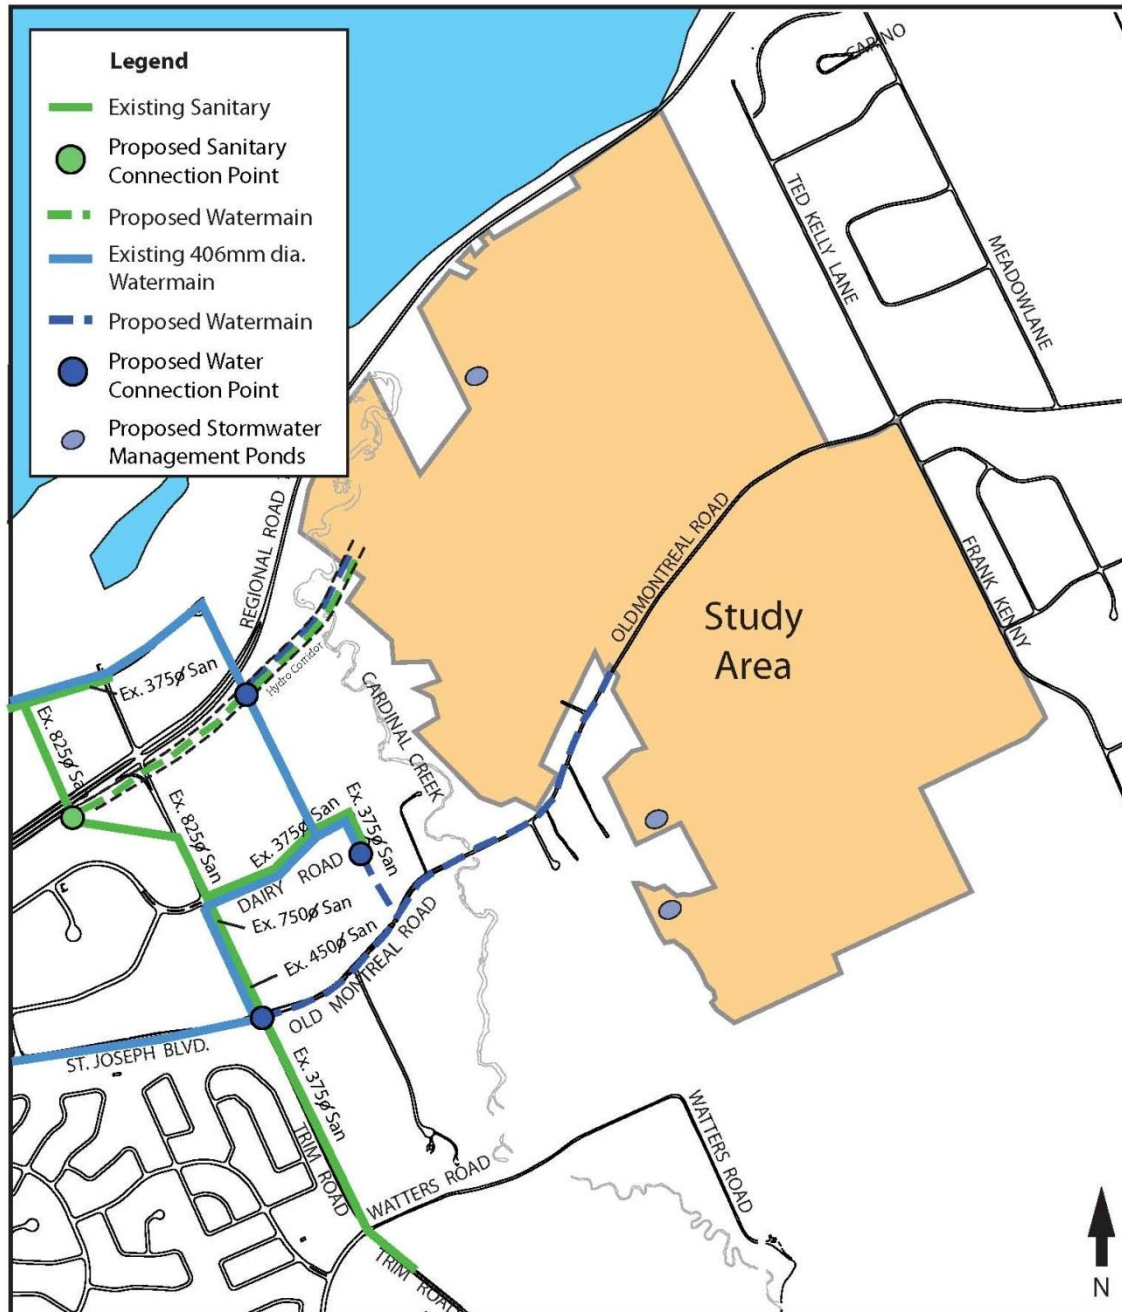 Legend
Existing Sanitary
Proposed Sanitary
Connection Point
Proposed Watermain
Existing 406mm dia.
Watermain
Proposed Watermain
Proposed Water
Connection Point
Proposed Stormwater
Management Ponds
CARINO
TED KELLY LANE
MEADOWLANE
REGIONAL ROAD
OLDMONTREAL ROAD
FRANK KENNY
Study
Area
Hydro Corridor
CARDINAL CREEK
Ex. 375ø San
Ex. 825ø San
Ex. 825ø San
Ex. 375ø San
Ex. 375ø San
DAIRY ROAD
Ex. 750ø San
Ex. 450ø San
OLD MONTREAL ROAD
ST. JOSEPH BLVD.
Ex. 375ø San
TRIM ROAD
WATTERS ROAD
WATTERS ROAD
TRIM ROAD
N